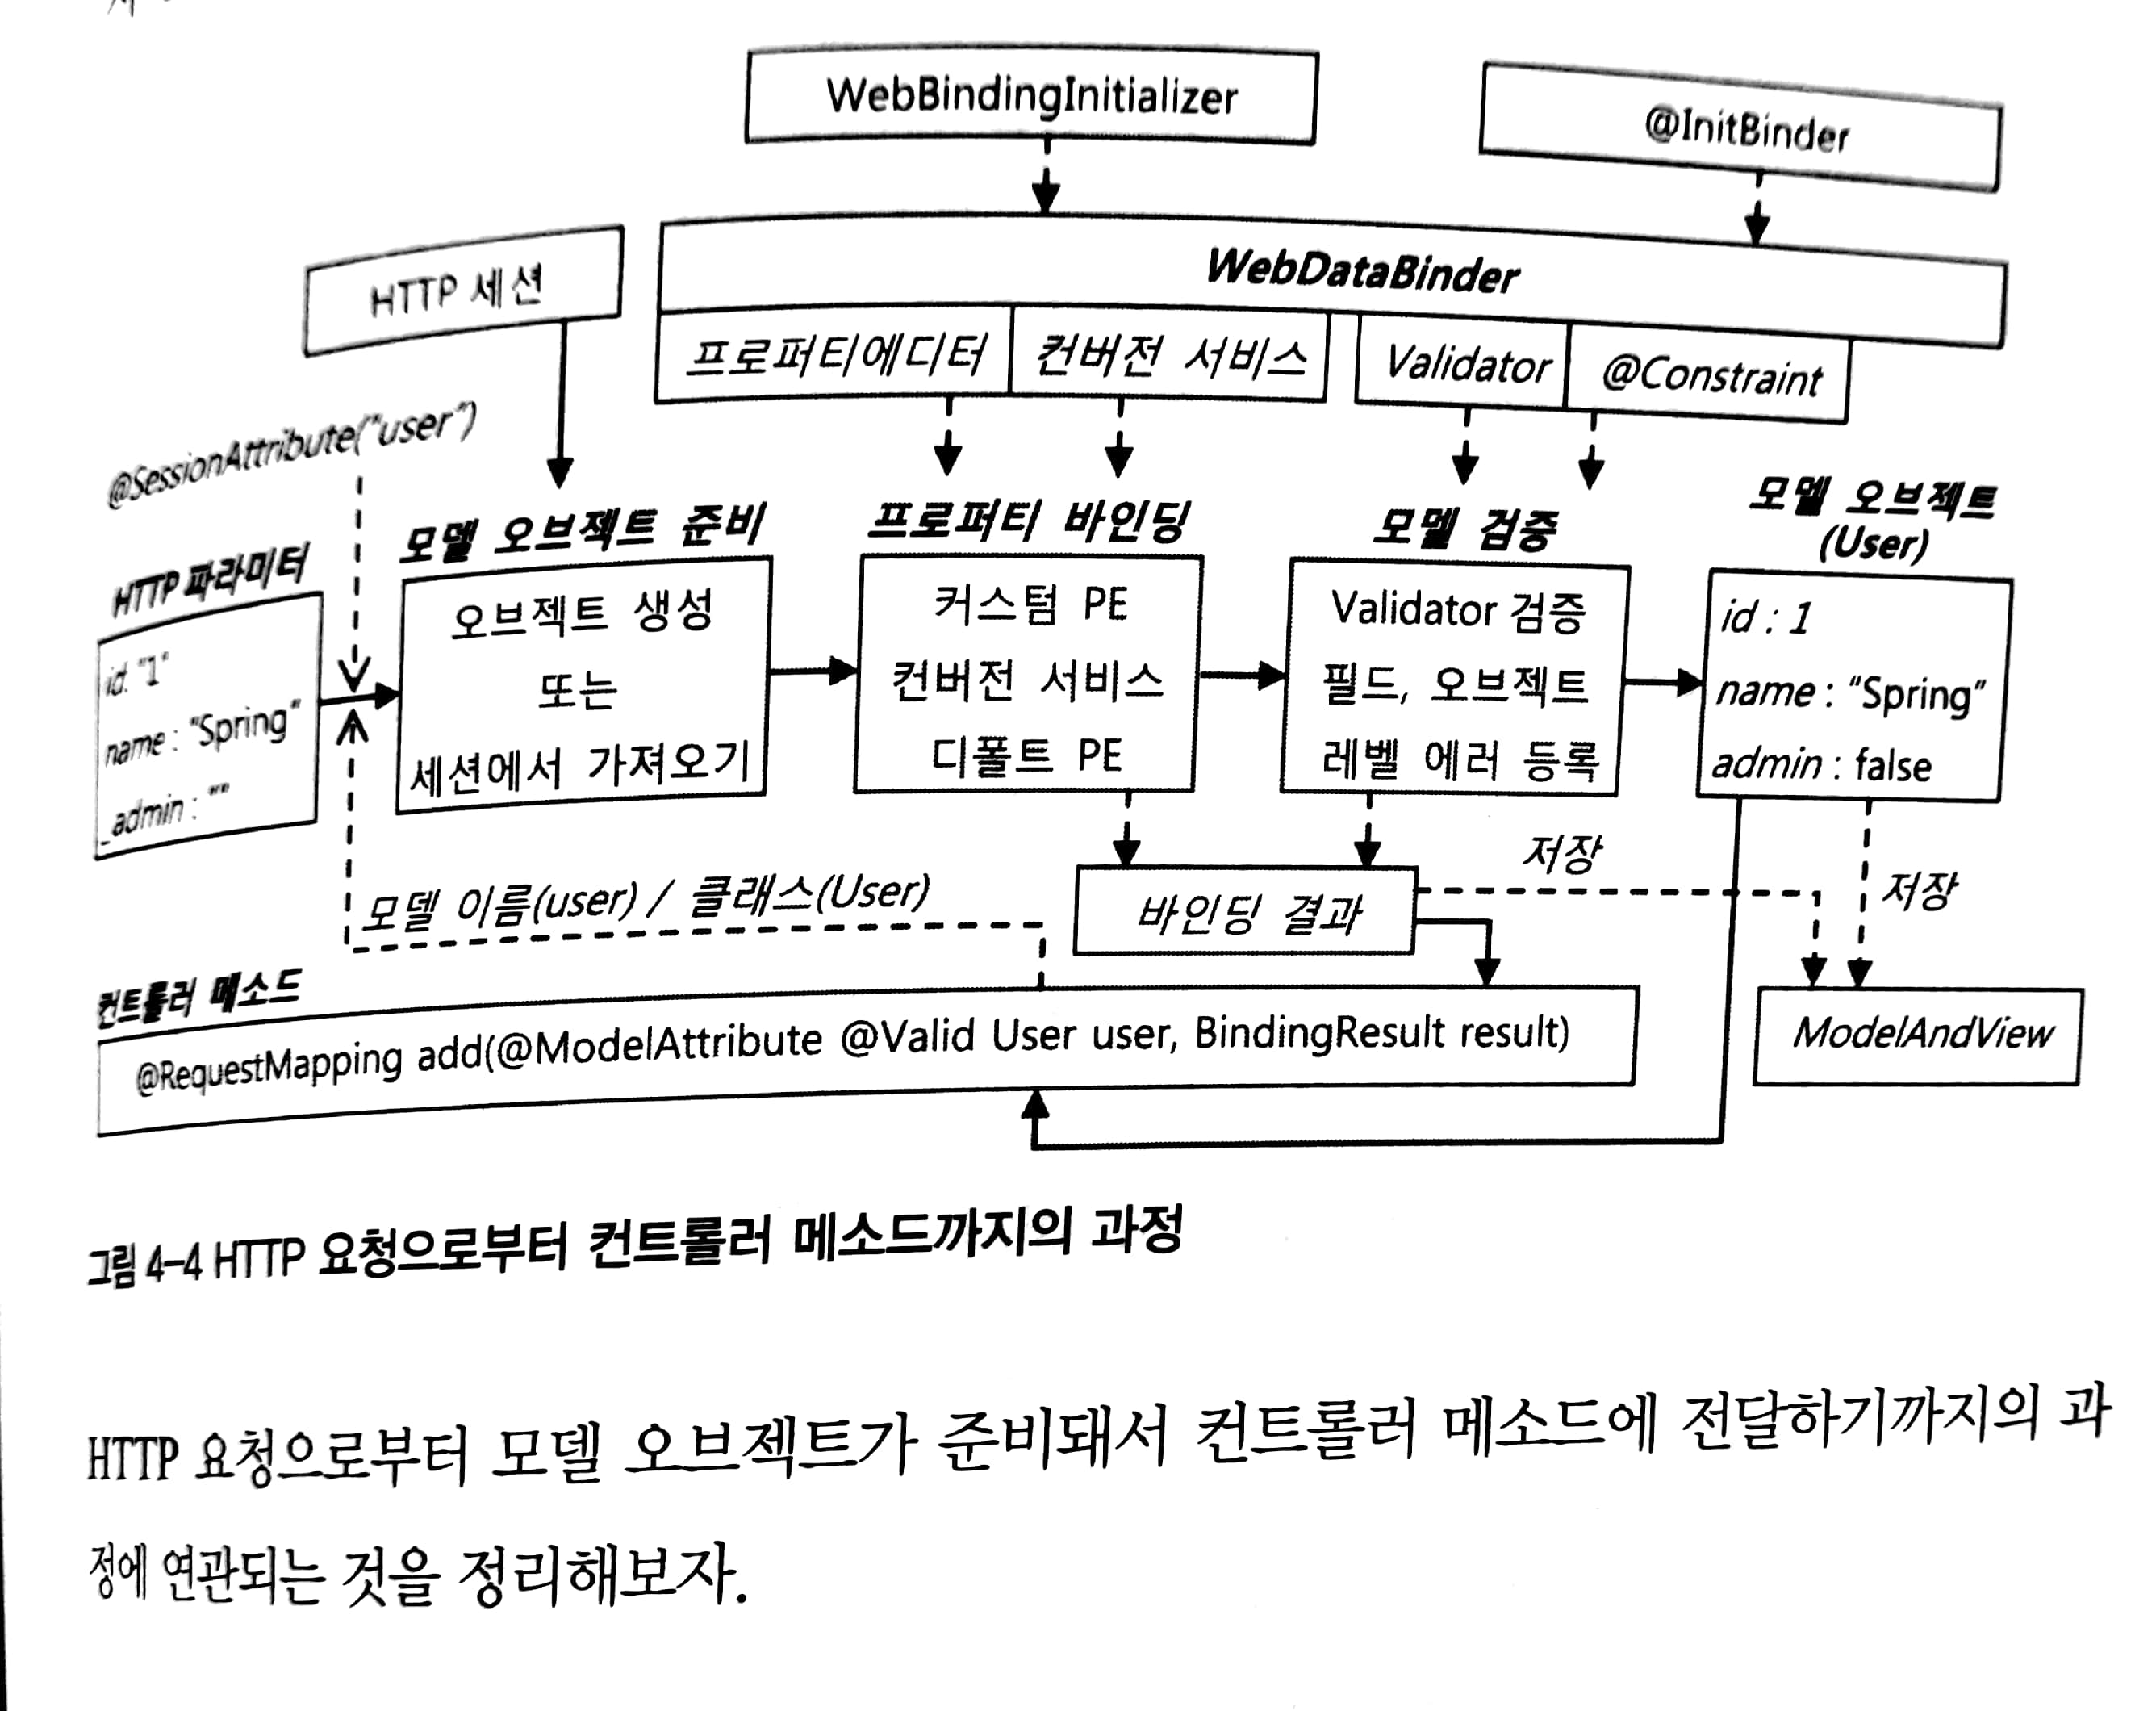 WebBindingInitializer
@InitBinder
HTTP 세션
WebDataBinder
프로퍼티에디터
컨버전 서비스
Validator
@Constraint
@SessionAttribute("user")
HTTP 파라미터
id: "1"
name : "Spring"
_admin : ""
모델 오브젝트 준비
오브젝트 생성
또는
세션에서 가져오기
프로퍼티 바인딩
커스텀 PE
컨버전 서비스
디폴트 PE
모델 검증
Validator 검증
필드, 오브젝트
레벨 에러 등록
모델 오브젝트
(User)
id : 1
name : “Spring”
admin : false
저장
저장
모델 이름(user) / 클래스(User)
바인딩 결과
컨트롤러 메소드
@RequestMapping add(@ModelAttribute @Valid User user, BindingResult result)
ModelAndView
그림 4-4 HTTP 요청으로부터 컨트롤러 메소드까지의 과정
HTTP 요청으로부터 모델 오브젝트가 준비돼서 컨트롤러 메소드에 전달하기까지의 과
정에 연관되는 것을 정리해보자.